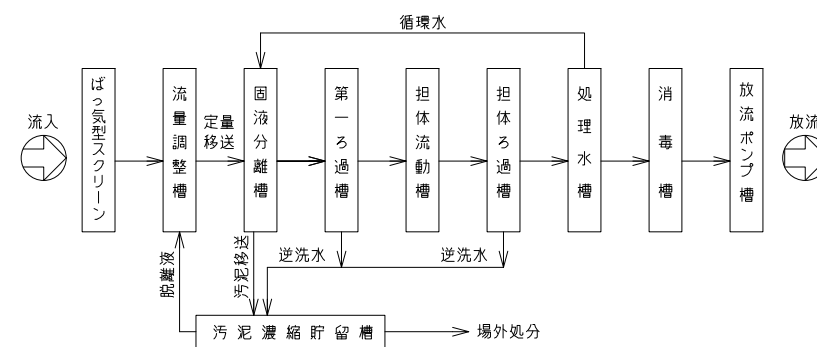 循環水
流入
ばっ気型スクリーン
流量調整槽
定量
移送
固液分離槽
第一ろ過槽
担体流動槽
担体ろ過槽
処理水槽
消毒槽
放流ポンプ槽
放流
脱離液
汚泥移送
逆洗水
逆洗水
汚泥濃縮貯留槽
場外処分